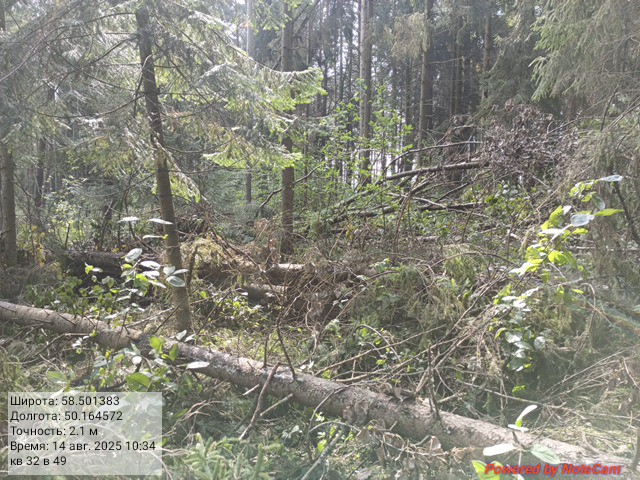 Широта: 58.501383
Долгота: 50.164572
Точность: 2.1 м
Время: 14 авг. 2025 10:34
кв 32 в 49
Powered by NoteCam